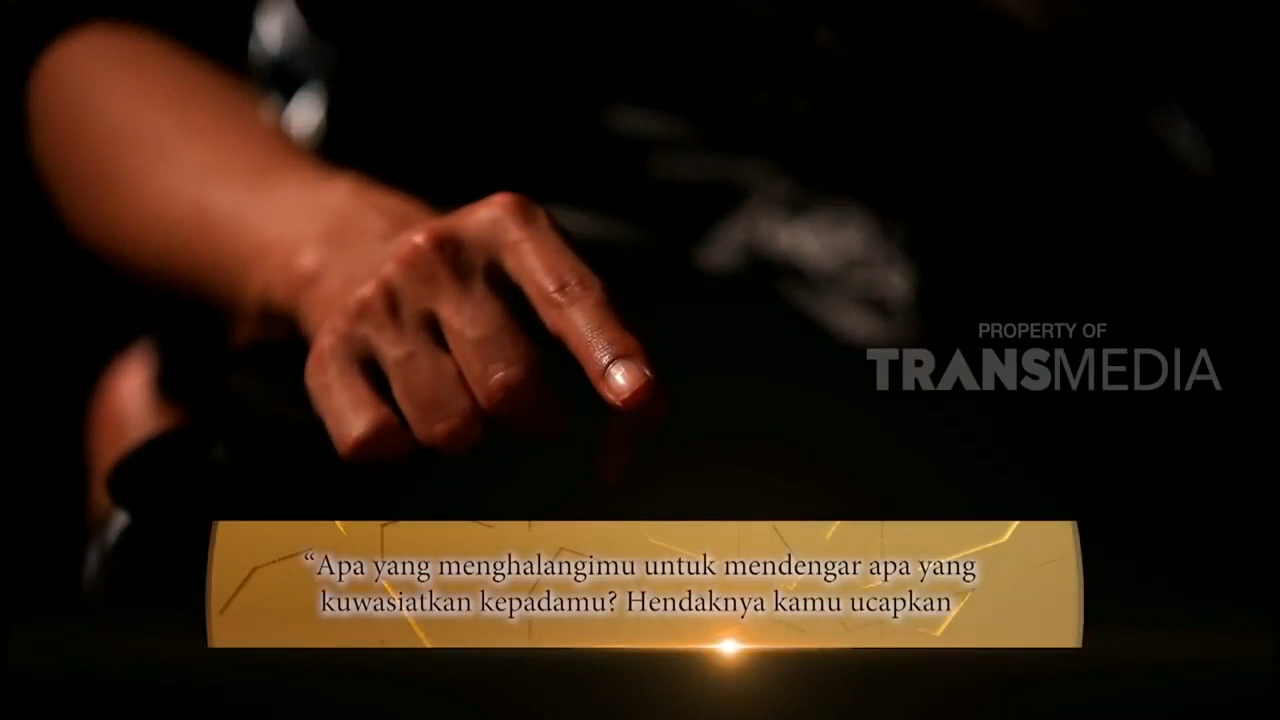 PROPERTY OF
TRANSMEDIA
“Apa yang menghalangimu untuk mendengar apa yang
kuwasiatkan kepadamu? Hendaknya kamu ucapkan